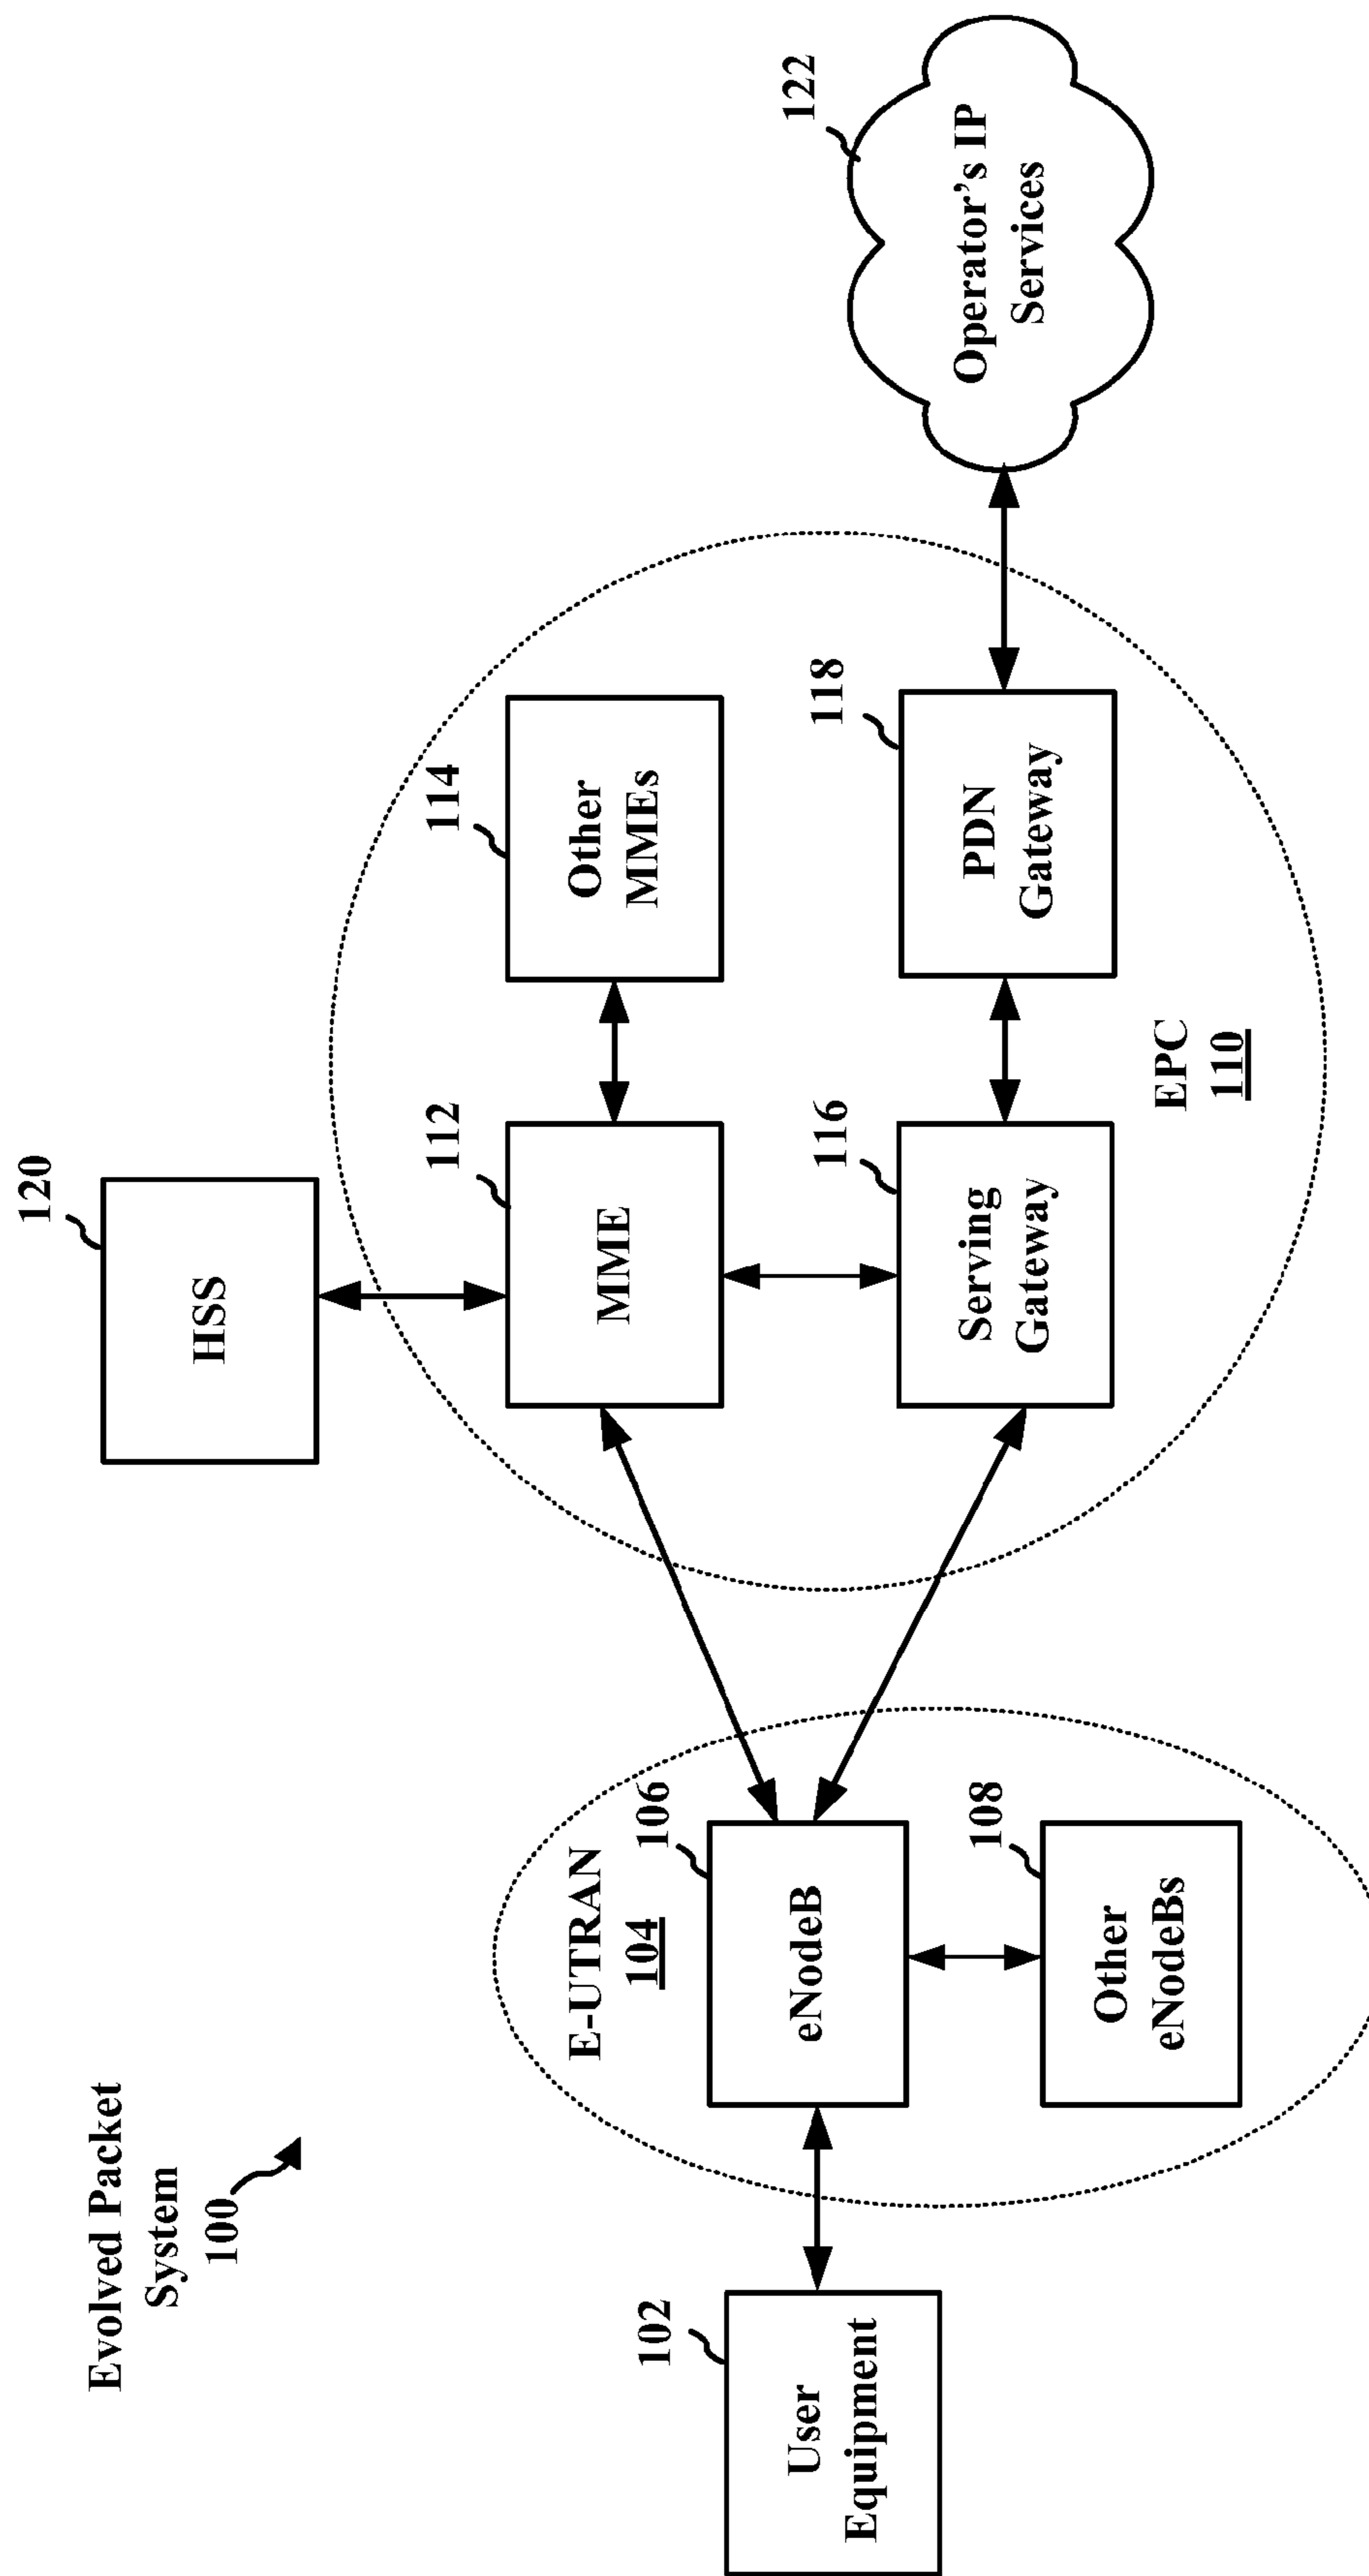 Evolved Packet
System
100
120
HSS
E-UTRAN
104
112
MME
114
Other
MMEs
102
User
Equipment
106
eNodeB
116
Serving
Gateway
118
PDN
Gateway
122
Operator's IP
Services
108
Other
eNodeBs
EPC
110